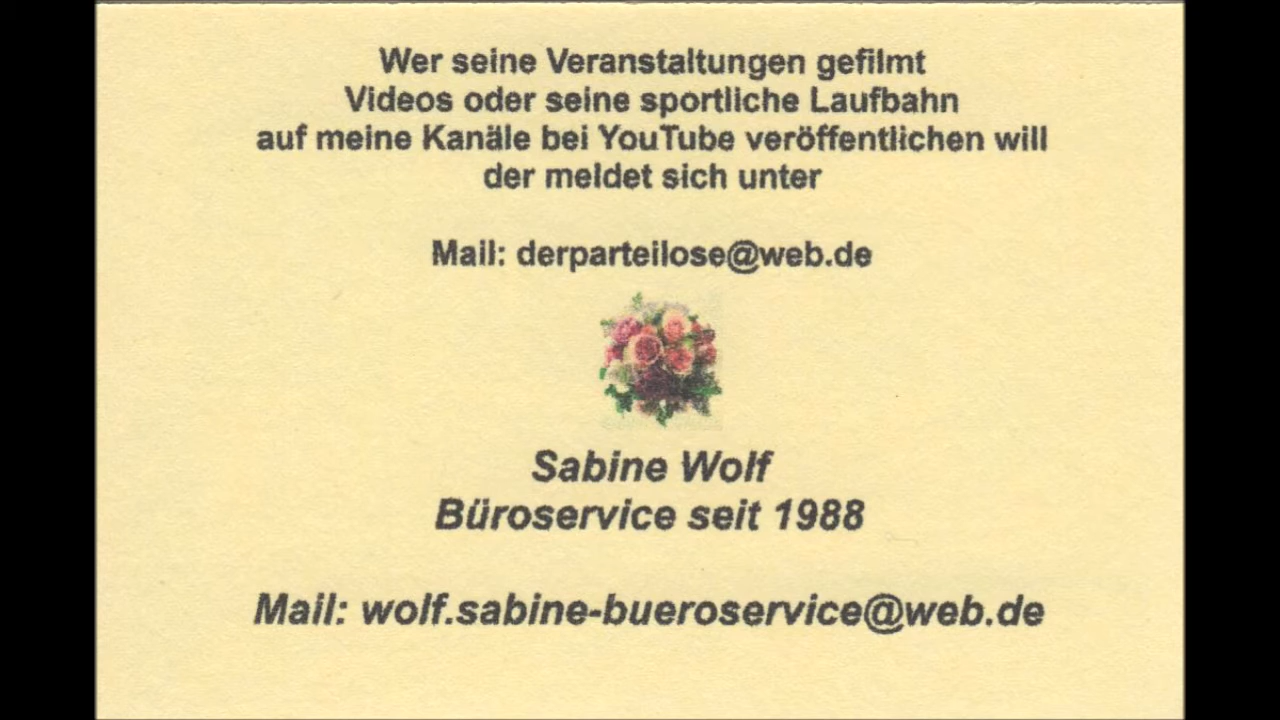 Wer seine Veranstaltungen gefilmt
Videos oder seine sportliche Laufbahn
auf meine Kanäle bei YouTube veröffentlichen will
der meldet sich unter
Mail: derparteilose@web.de
Sabine Wolf
Büroservice seit 1988
Mail: wolf.sabine-bueroservice@web.de